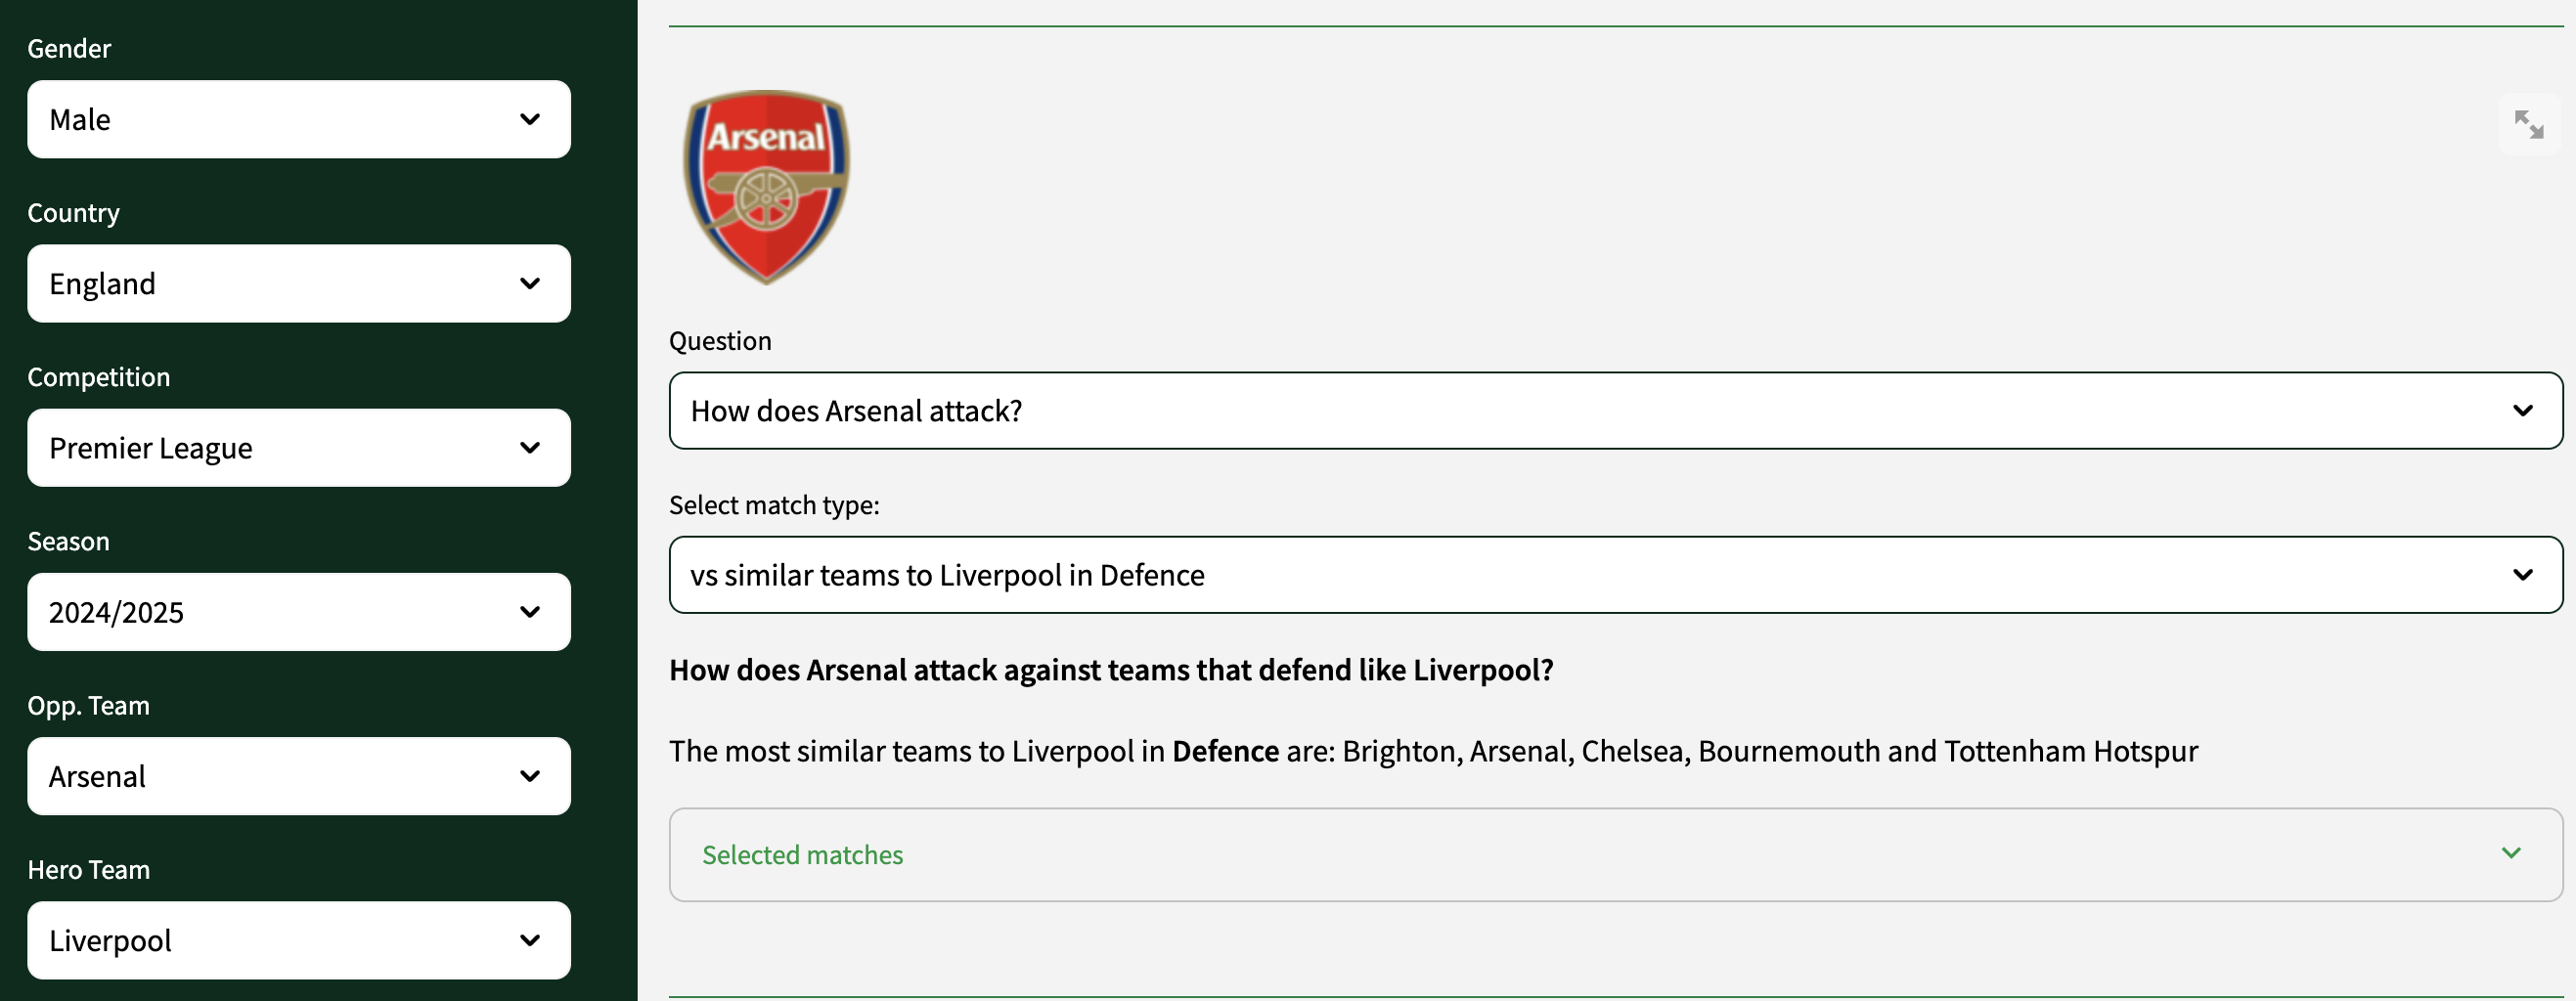 Gender
Male
Country
England
Competition
Premier League
Season
2024/2025
Opp. Team
Arsenal
Hero Team
Liverpool
Arsenal
Question
How does Arsenal attack?
Select match type:
vs similar teams to Liverpool in Defence
How does Arsenal attack against teams that defend like Liverpool?
The most similar teams to Liverpool in Defence are: Brighton, Arsenal, Chelsea, Bournemouth and Tottenham Hotspur
Selected matches